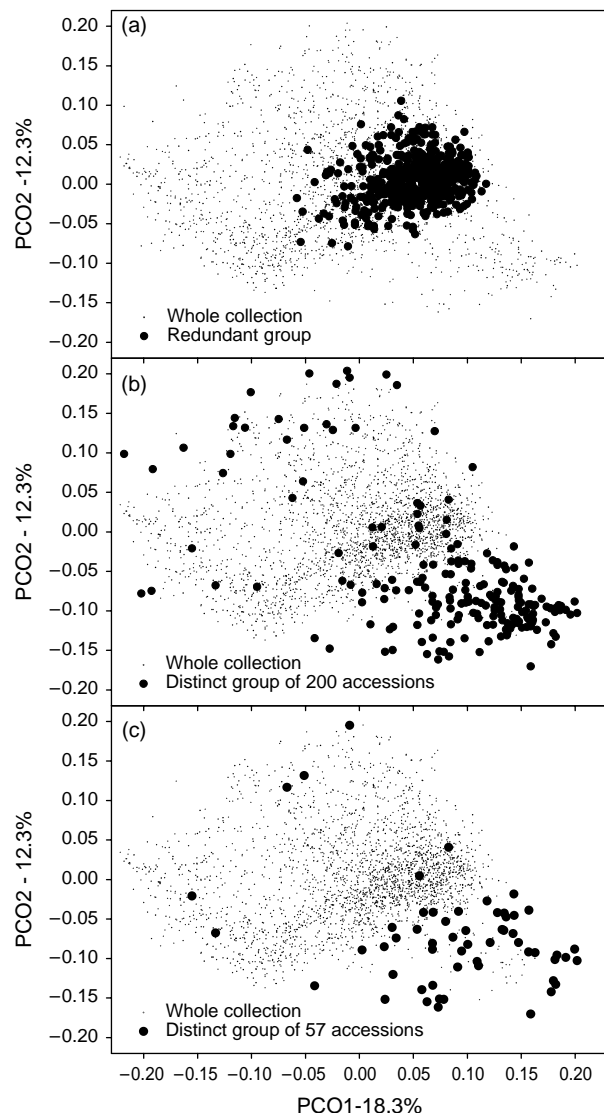 (a)
0.20
0.15
0.10
0.05
0.00
−0.05
−0.10
−0.15
−0.20
PCO2 -12.3%
Whole collection
Redundant group
(b)
0.20
0.15
0.10
0.05
0.00
−0.05
−0.10
−0.15
−0.20
PCO2 - 12.3%
Whole collection
Distinct group of 200 accessions
(c)
0.20
0.15
0.10
0.05
0.00
−0.05
−0.10
−0.15
−0.20
PCO2 - 12.3%
Whole collection
Distinct group of 57 accessions
−0.20 −0.15 −0.10 −0.05 0.00 0.05 0.10 0.15 0.20
PCO1-18.3%